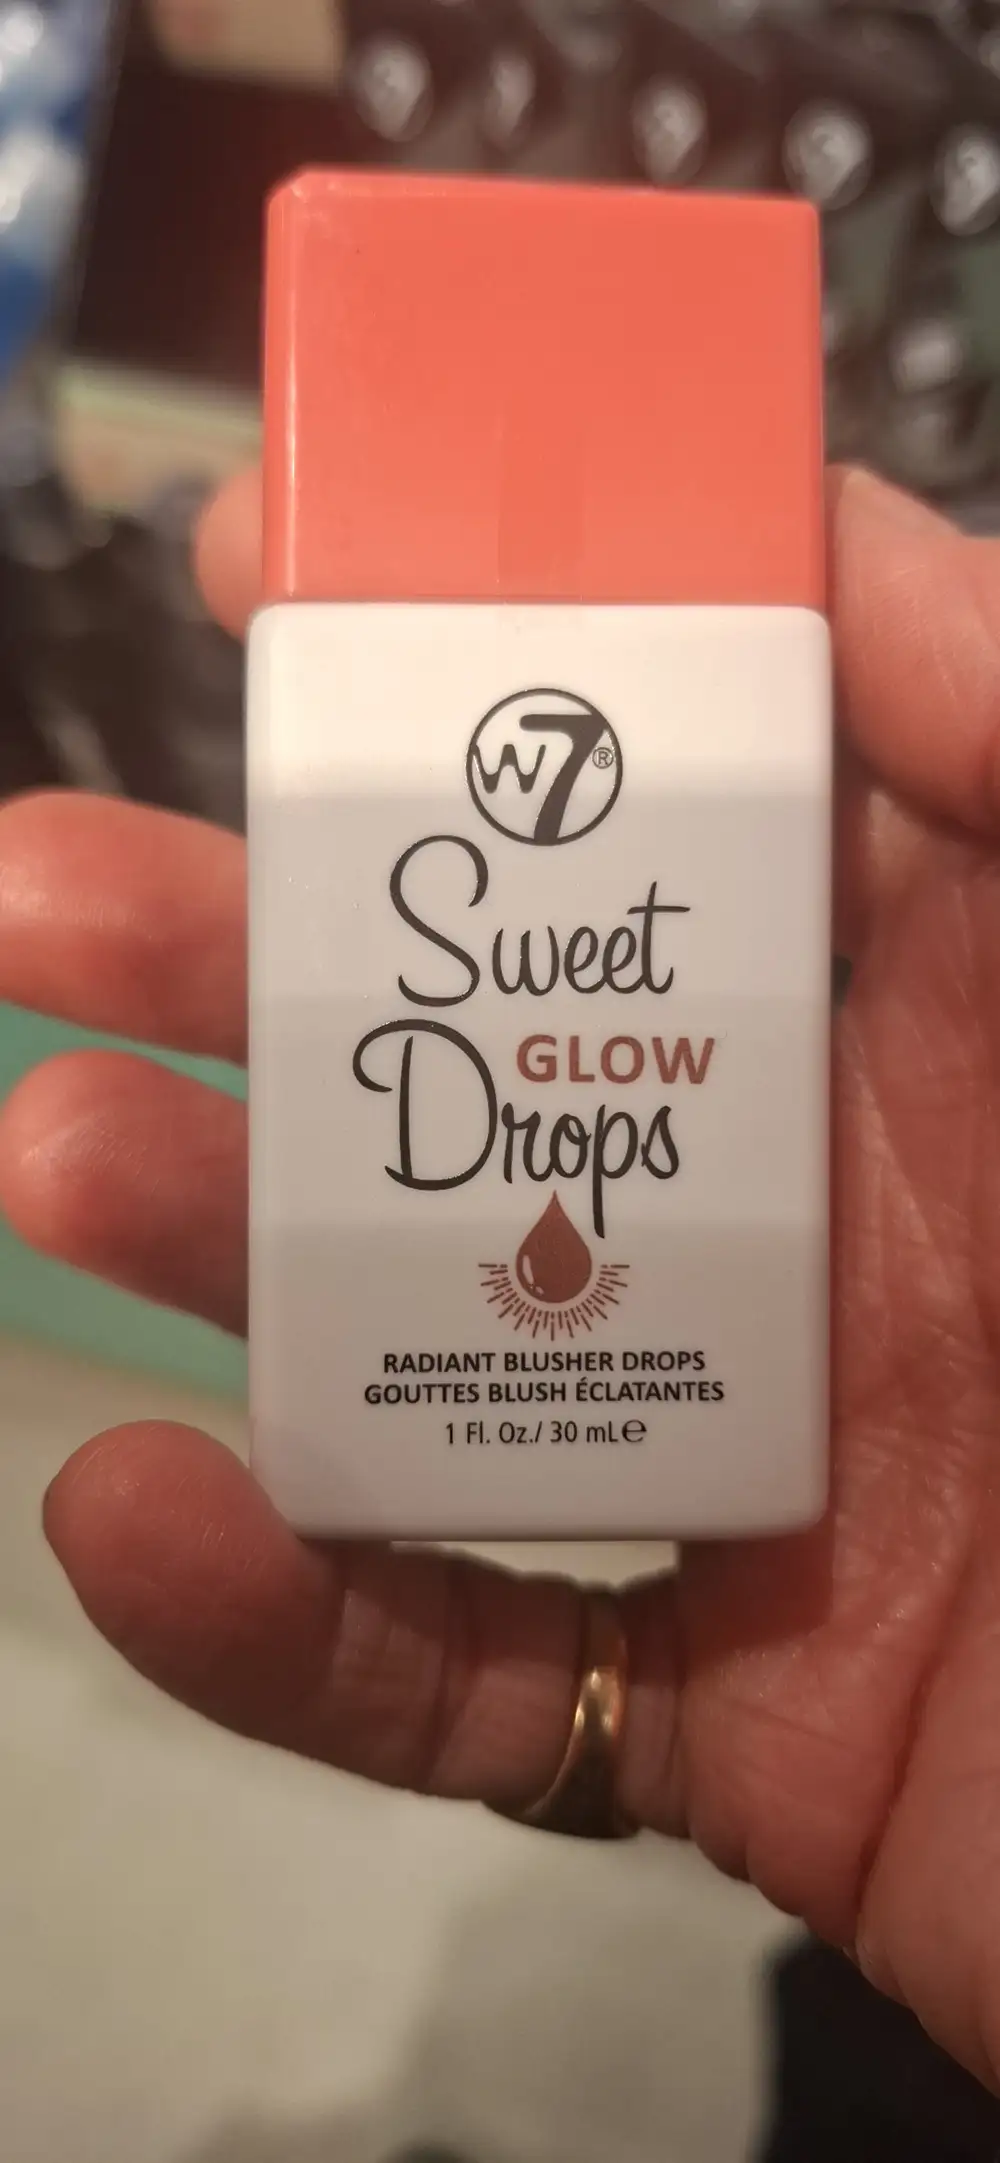 W7®
Sweet
GLOW
Drops
RADIANT BLUSHER DROPS
GOUTTES BLUSH ÉCLATANTES
1 Fl. Oz./ 30 mL℮